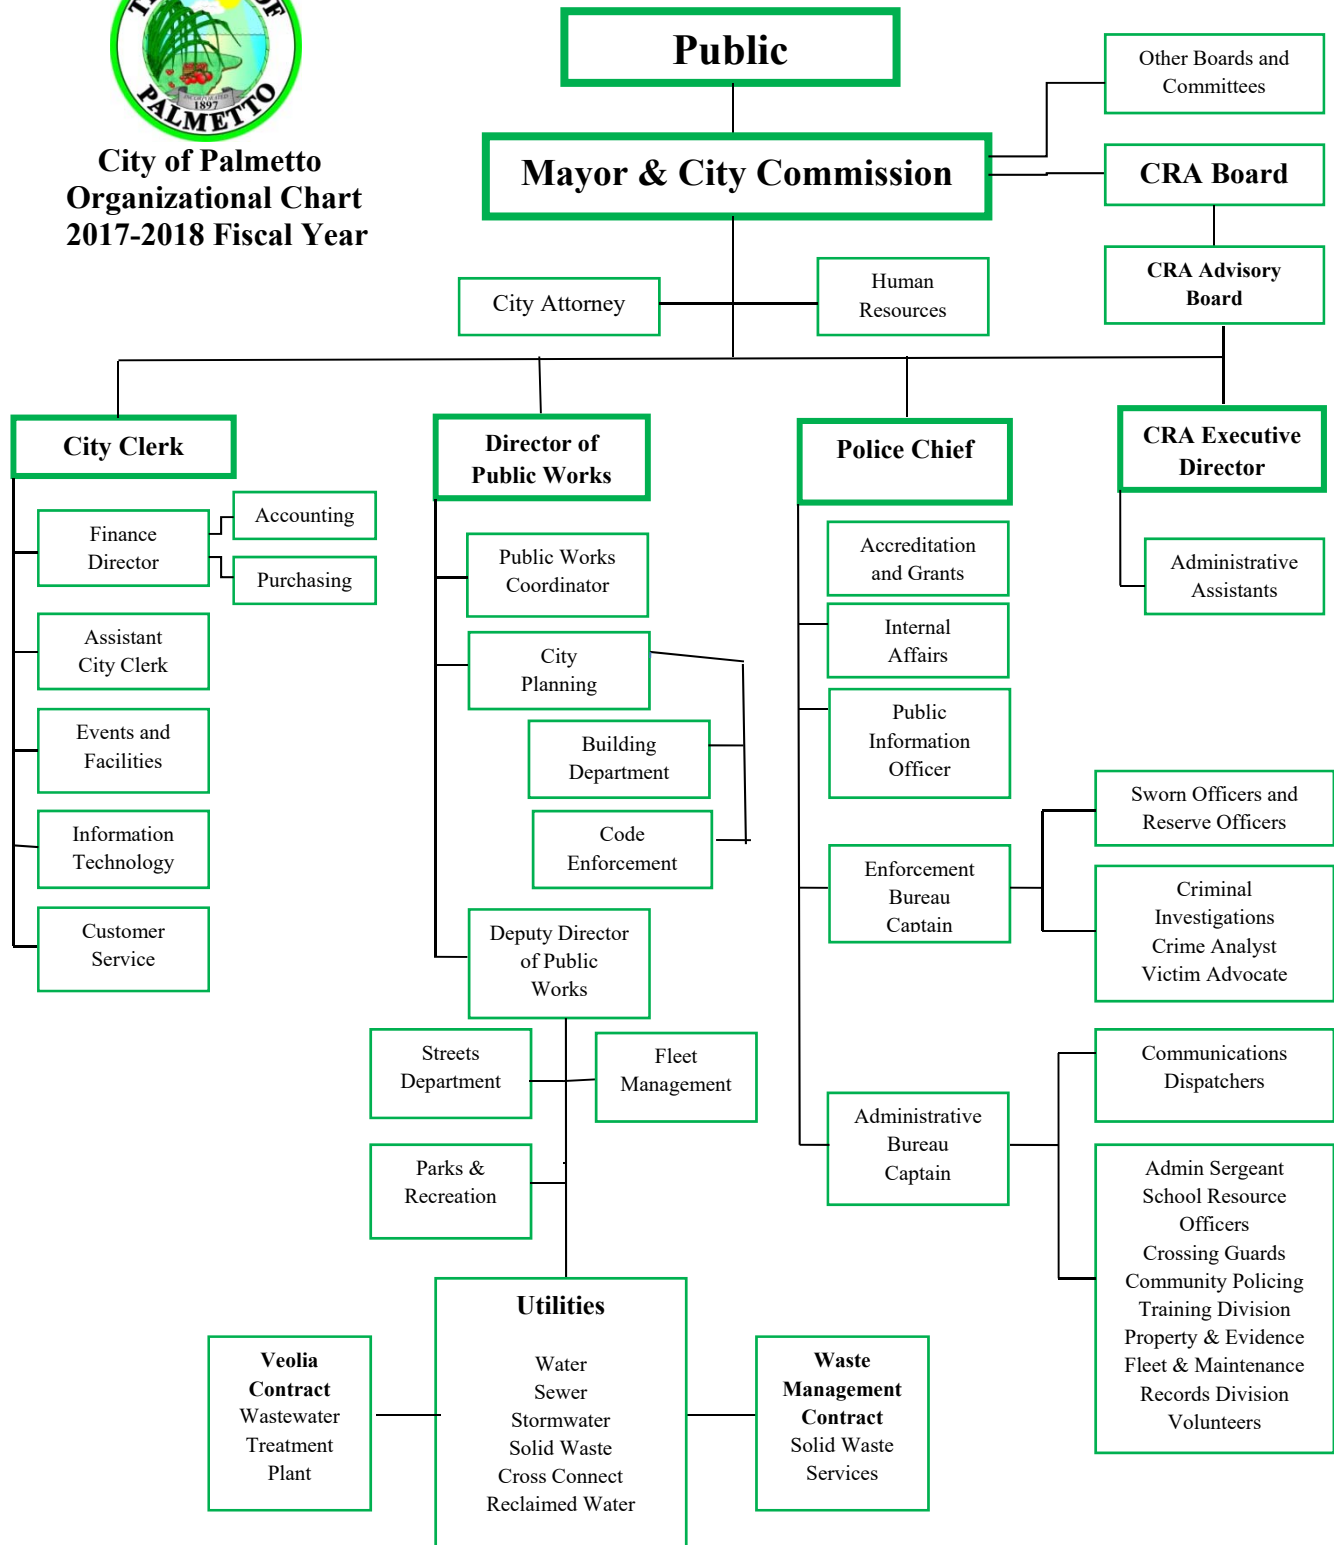 OF
PALMETTO
INCORPORATED
1897
City of Palmetto
Organizational Chart
2017-2018 Fiscal Year
Public
Mayor & City Commission
Other Boards and
Committees
CRA Board
CRA Advisory
Board
City Attorney
Human
Resources
City Clerk
Finance
Director
Accounting
Purchasing
Assistant
City Clerk
Events and
Facilities
Information
Technology
Customer
Service
Director of
Public Works
Public Works
Coordinator
City
Planning
Building
Department
Code
Enforcement
Deputy Director
of Public
Works
Streets
Department
Fleet
Management
Parks &
Recreation
Utilities
Water
Sewer
Stormwater
Solid Waste
Cross Connect
Reclaimed Water
Veolia
Contract
Wastewater
Treatment
Plant
Waste
Management
Contract
Solid Waste
Services
Police Chief
Accreditation
and Grants
Internal
Affairs
Public
Information
Officer
Enforcement
Bureau
Captain
Sworn Officers and
Reserve Officers
Criminal
Investigations
Crime Analyst
Victim Advocate
Administrative
Bureau
Captain
Communications
Dispatchers
Admin Sergeant
School Resource
Officers
Crossing Guards
Community Policing
Training Division
Property & Evidence
Fleet & Maintenance
Records Division
Volunteers
CRA Executive
Director
Administrative
Assistants